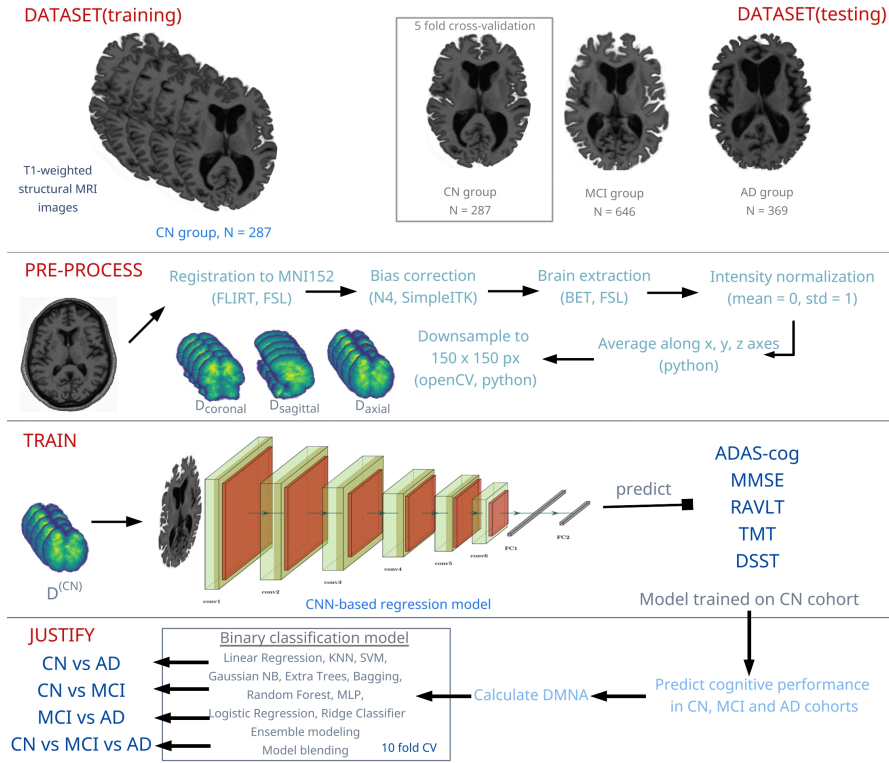 DATASET(training)
DATASET(testing)
5 fold cross-validation
T1-weighted
structural MRI
images
CN group, N = 287
CN group
N = 287
MCI group
N = 646
AD group
N = 369
PRE-PROCESS
Registration to MNI152
(FLIRT, FSL)
Bias correction
(N4, SimpleITK)
Brain extraction
(BET, FSL)
Intensity normalization
(mean = 0, std = 1)
Average along x, y, z axes
(python)
Downsample to
150 x 150 px
(openCV, python)
Dcoronal
Dsagittal
Daxial
TRAIN
D(CN)
conv1
conv2
conv3
conv4
conv5
conv6
FC1
FC2
CNN-based regression model
predict
ADAS-cog
MMSE
RAVLT
TMT
DSST
Model trained on CN cohort
JUSTIFY
CN vs AD
CN vs MCI
MCI vs AD
CN vs MCI vs AD
Binary classification model
Linear Regression, KNN, SVM,
Gaussian NB, Extra Trees, Bagging,
Random Forest, MLP,
Logistic Regression, Ridge Classifier
Ensemble modeling
Model blending
10 fold CV
Calculate DMNA
Predict cognitive performance
in CN, MCI and AD cohorts